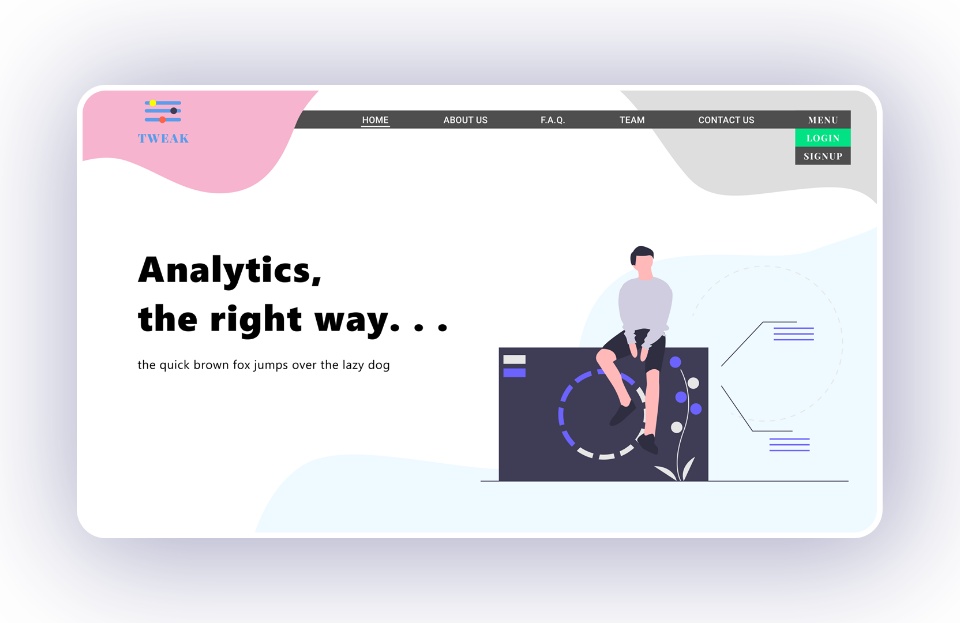 TWEAK
HOME ABOUT US F.A.Q. TEAM CONTACT US MENU
LOGIN
SIGNUP
Analytics,
the right way. . .
the quick brown fox jumps over the lazy dog